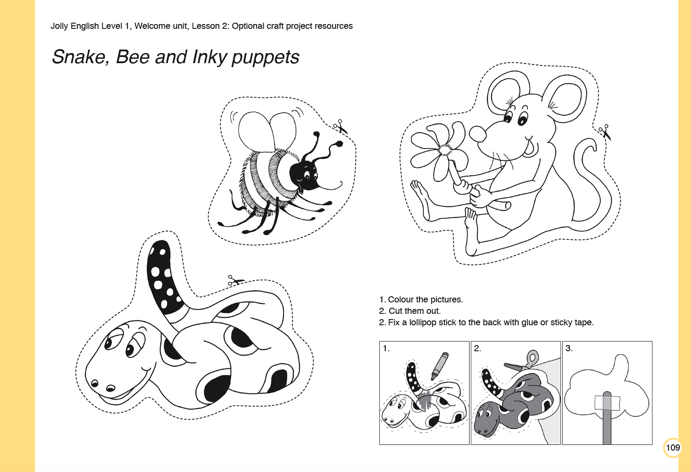 Jolly English Level 1, Welcome unit, Lesson 2: Optional craft project resources
Snake, Bee and Inky puppets
1. Colour the pictures.
2. Cut them out.
2. Fix a lollipop stick to the back with glue or sticky tape.
1. 2. 3.
109